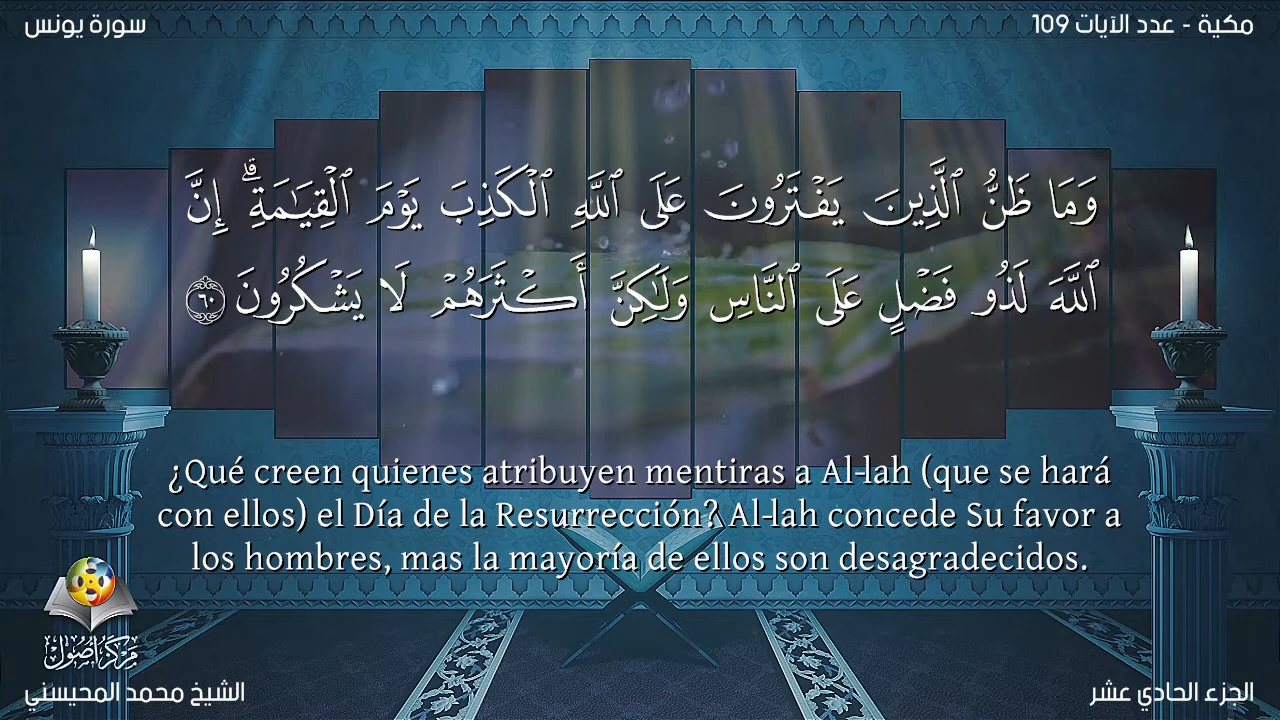 مكية - عدد الآيات 109
سورة يونس
وَمَا ظَنُّ ٱلَّذِينَ يَفْتَرُونَ عَلَى ٱللَّهِ ٱلْكَذِبَ يَوْمَ ٱلْقِيَـٰمَةِ ۗ إِنَّ
ٱللَّهَ لَذُو فَضْلٍ عَلَى ٱلنَّاسِ وَلَـٰكِنَّ أَكْثَرَهُمْ لَا يَشْكُرُونَ ٦٠
¿Qué creen quienes atribuyen mentiras a Al-lah (que se hará
con ellos) el Día de la Resurrección? Al-lah concede Su favor a
los hombres, mas la mayoría de ellos son desagradecidos.
مركز أصول
الجزء الحادي عشر
الشيخ محمد المحيسني